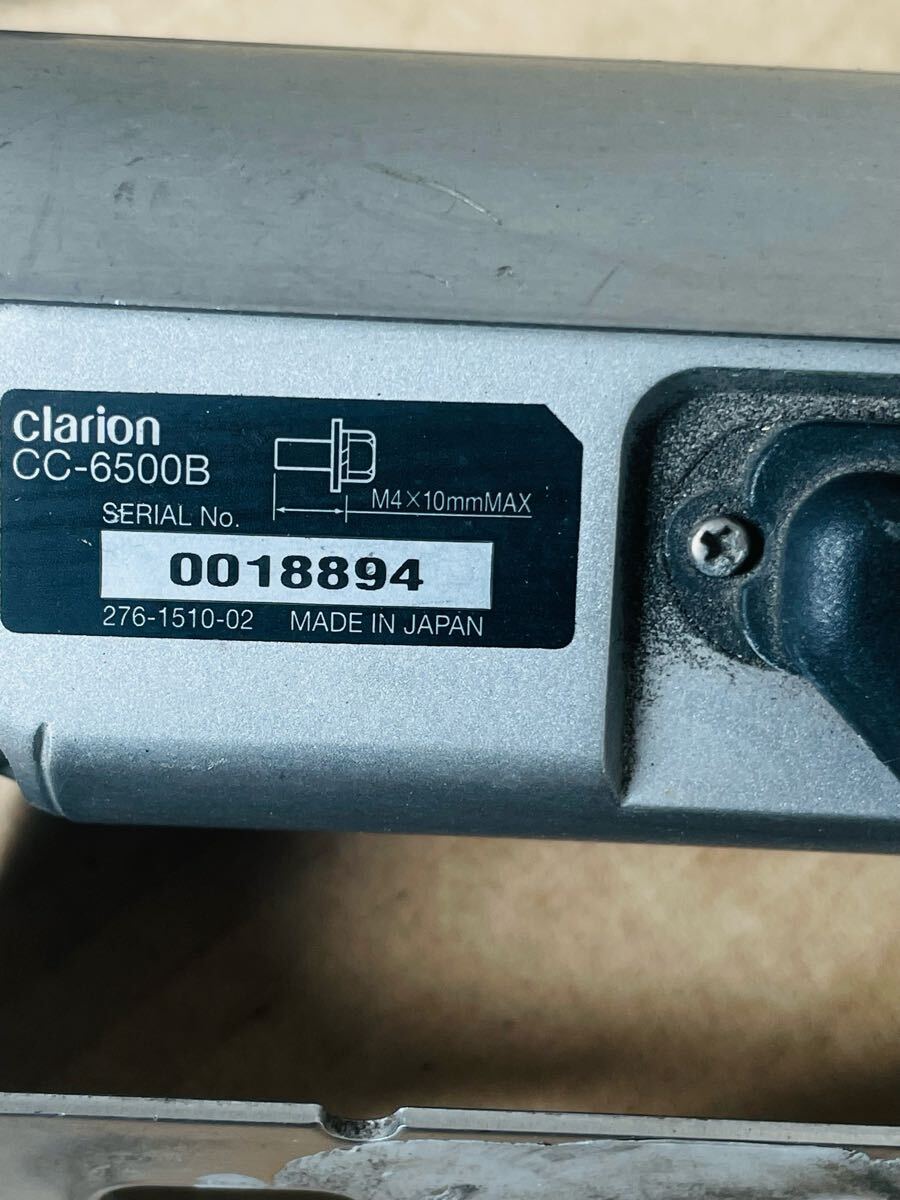 clarion
CC-6500B
M4×10mmMAX
SERIAL No.
0018894
276-1510-02 MADE IN JAPAN